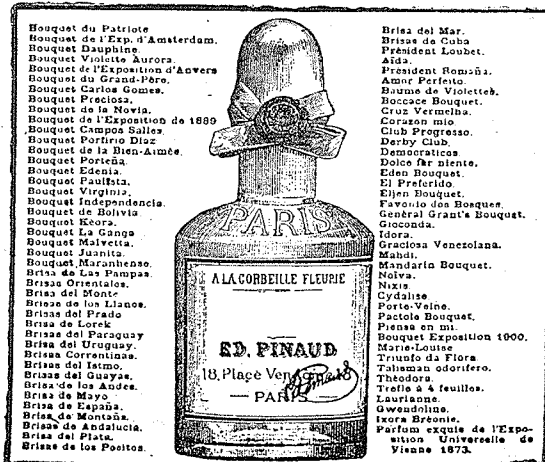 Bouquet du Patriote
Bouquet de l'Exp. d'Amsterdam.
Bouquet Dauphine.
Bouquet Violette Aurora.
Bouquet de l'Exposition d'Anvers
Bouquet du Grand-Père.
Bouquet Carlos Gomes.
Bouquet Preciosa.
Bouquet de la Novia.
Bouquet de l'Exposition de 1889
Bouquet Campos Salles.
Bouquet Porfirio Diaz
Bouquet de la Bien-Aimée.
Bouquet Porteña.
Bouquet Edenia.
Bouquet Paulista.
Bouquet Virginia.
Bouquet Independencia.
Bouquet de Bolivia.
Bouquet Keora.
Bouquet La Ganga
Bouquet Malvetta.
Bouquet Juanita.
Bouquet Maranhense.
Brisa de Las Pampas.
Brisas Orientales.
Brisa del Monte
Brisas de los Llanos.
Brisas del Prado
Brisa de Lorek
Brisas del Paraguay
Brisa del Uruguay.
Brisas Correntinas.
Brisas del Istmo.
Brisas del Guayas.
Brisa de los Andes.
Brisa de Mayo
Brisa de España.
Brisa de Montaña.
Brisas de Andalucia.
Brisa del Plata.
Brisas de los Pocitos.
PARIS
A LA CORBEILLE FLEURIE
ED. PINAUD
18, Place Vendôme 18
PARIS
Brisa del Mar.
Brisas de Cuba
Président Loubet.
Aïda.
Président Romaña.
Amor Perfeito.
Baume de Violettes.
Boccace Bouquet.
Cruz Vermelha.
Corazon mio
Club Progresso.
Derby Club.
Democraticos.
Dolce far niente.
Eden Bouquet.
El Preferido.
Eljen Bouquet.
Favonio dos Bosques.
Général Grant's Bouquet.
Gioconda.
Idora.
Graciosa Venezolana.
Mahdi.
Mandarin Bouquet.
Noïva.
Nixis.
Cydalise
Porte-Veine.
Pactole Bouquet.
Piensa en mi.
Bouquet Exposition 1900.
Marie-Louise
Triunfo da Flora.
Talisman odorifero.
Théodora.
Trefle à 4 feuilles.
Laurianne.
Gwendoline.
Ixora Bréonie.
Parfum exquis de l'Expo-
sition Universelle de
Vienne 1873.